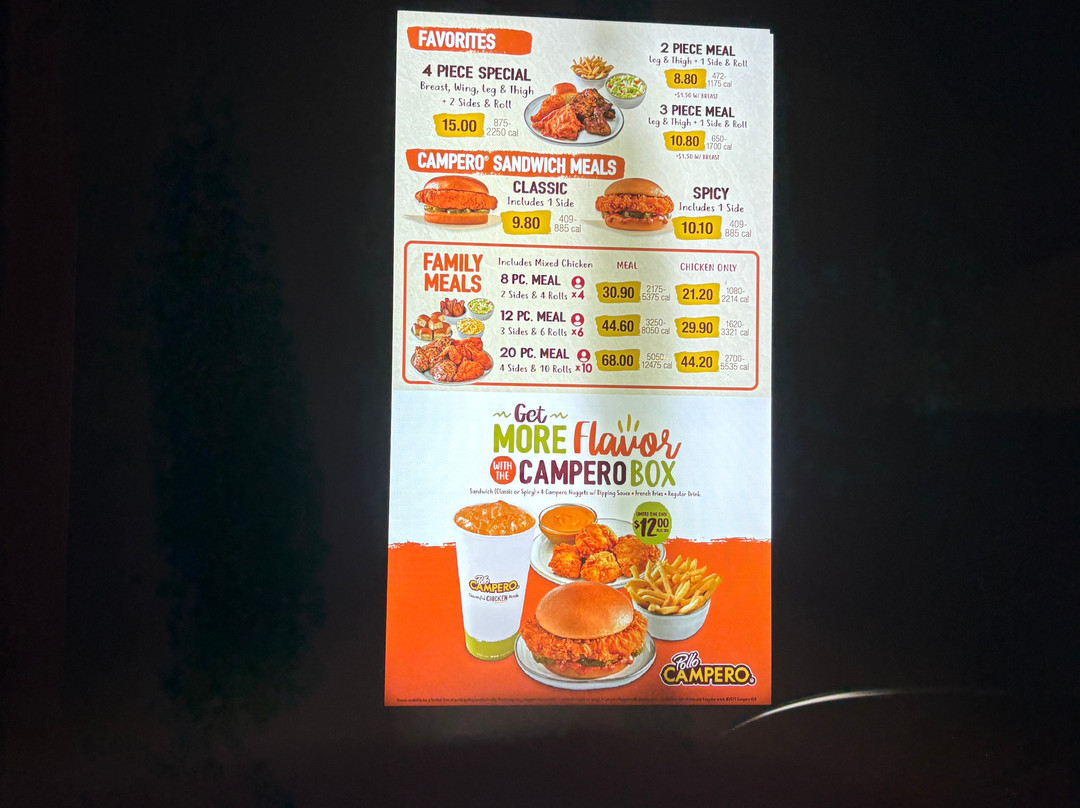 FAVORITES
4 PIECE SPECIAL
Breast, Wing, Leg & Thigh
+ 2 Sides & Roll
15.00
875-
2250 cal
2 PIECE MEAL
Leg & Thigh + 1 Side & Roll
8.80
472-
1175 cal
+$1.50 W/ BREAST
3 PIECE MEAL
Leg & Thigh + 1 Side & Roll
10.80
650-
1700 cal
+$1.50 W/ BREAST
CAMPERO® SANDWICH MEALS
CLASSIC
Includes 1 Side
9.80
409-
885 cal
SPICY
Includes 1 Side
10.10
409-
885 cal
FAMILY
MEALS
Includes Mixed Chicken
MEAL
CHICKEN ONLY
8 PC. MEAL
2 Sides & 4 Rolls x4
30.90
2175-
5375 cal
21.20
1080-
2214 cal
12 PC. MEAL
3 Sides & 6 Rolls x6
44.60
3250-
8050 cal
29.90
1620-
3321 cal
20 PC. MEAL
4 Sides & 10 Rolls x10
68.00
5050-
12475 cal
44.20
2700-
5535 cal
Get
MORE Flavor
WITH THE CAMPERO BOX
Sandwich (Classic or Spicy) • 4 Campero Nuggets w/ Dipping Sauce • French Fries • Regular Drink
LIMITED TIME OFFER
$12.00
PLUS TAX
Pollo
CAMPERO®
CHICKEN
Pollo
CAMPERO®